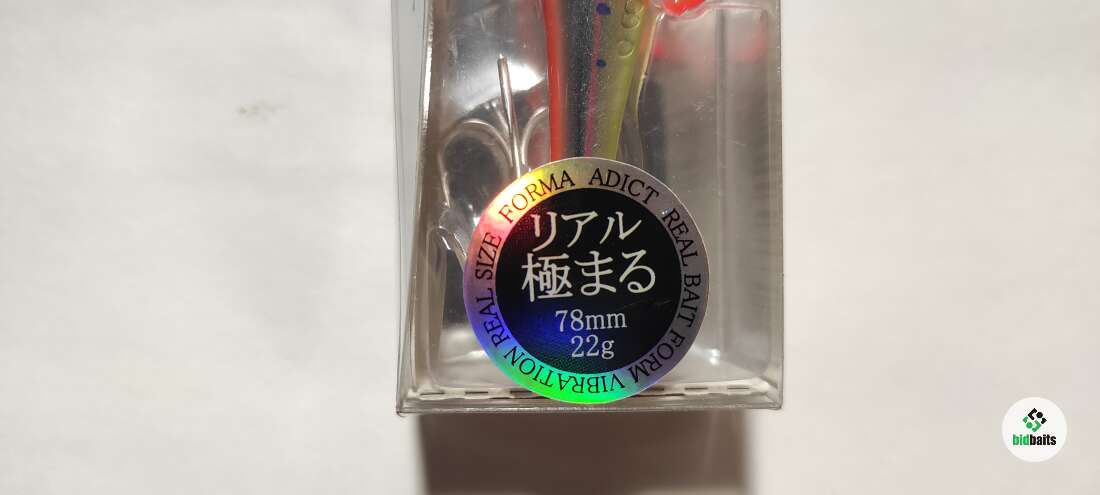 FORMA ADICT REAL BAIT FORM VIBRATION REAL SIZE
リアル
極まる
78mm
22g
bidbaits